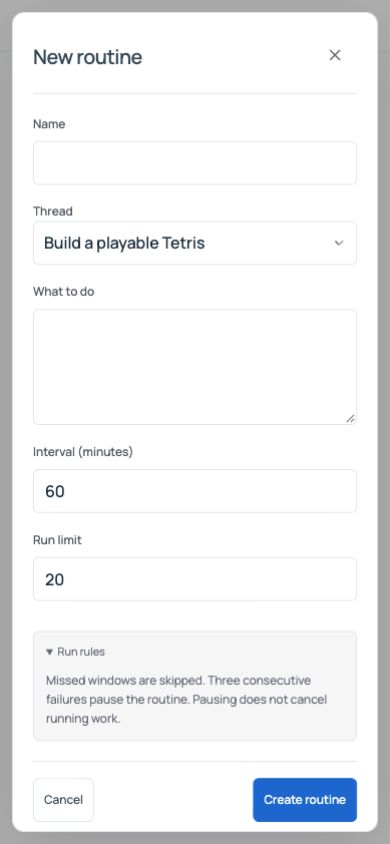 New routine
Name
Thread
Build a playable Tetris
What to do
Interval (minutes)
60
Run limit
20
▼ Run rules
Missed windows are skipped. Three consecutive
failures pause the routine. Pausing does not cancel
running work.
Cancel
Create routine